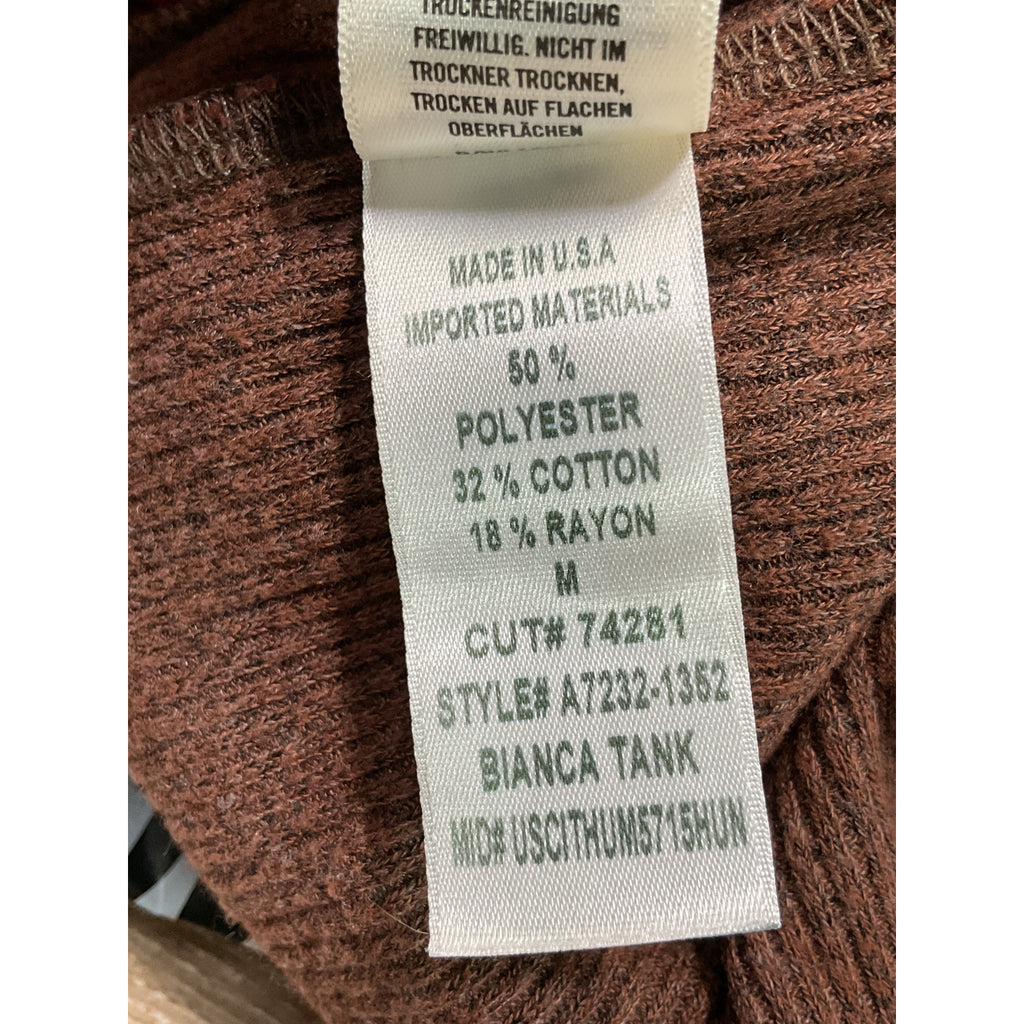 TROCKENREINIGUNG
FREIWILLIG. NICHT IM
TROCKNER TROCKNEN,
TROCKEN AUF FLACHEN
OBERFLÄCHEN
MADE IN U.S.A
IMPORTED MATERIALS
50 %
POLYESTER
32 % COTTON
18 % RAYON
M
CUT# 74281
STYLE# A7232-1352
BIANCA TANK
MID# USCITHUM5715HUN